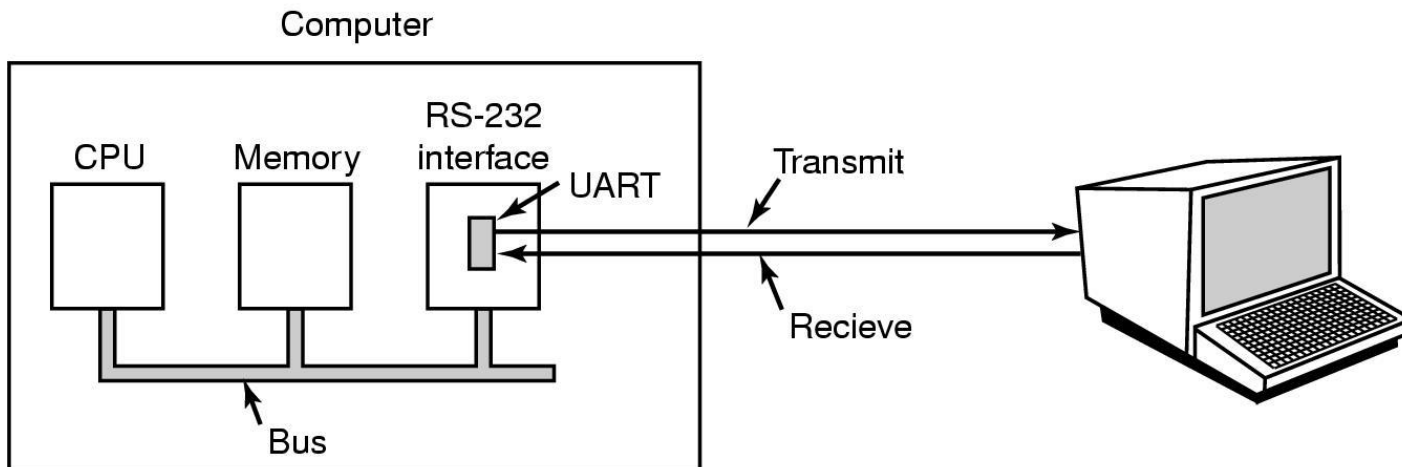 Computer
CPU
Memory
RS-232
interface
UART
Transmit
Recieve
Bus